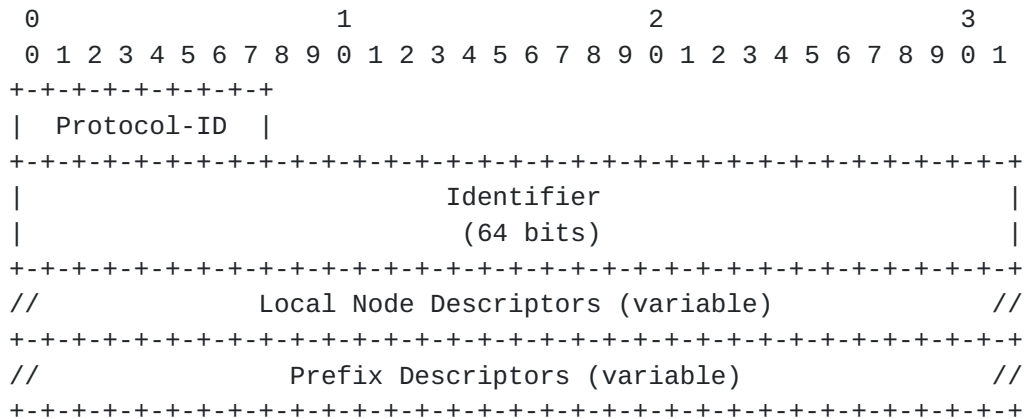 0                   1                   2                   3
 0 1 2 3 4 5 6 7 8 9 0 1 2 3 4 5 6 7 8 9 0 1 2 3 4 5 6 7 8 9 0 1
+-+-+-+-+-+-+-+-+
|  Protocol-ID  |
+-+-+-+-+-+-+-+-+-+-+-+-+-+-+-+-+-+-+-+-+-+-+-+-+-+-+-+-+-+-+-+-+
|                           Identifier                          |
|                            (64 bits)                          |
+-+-+-+-+-+-+-+-+-+-+-+-+-+-+-+-+-+-+-+-+-+-+-+-+-+-+-+-+-+-+-+-+
//              Local Node Descriptors (variable)              //
+-+-+-+-+-+-+-+-+-+-+-+-+-+-+-+-+-+-+-+-+-+-+-+-+-+-+-+-+-+-+-+-+
//                Prefix Descriptors (variable)                //
+-+-+-+-+-+-+-+-+-+-+-+-+-+-+-+-+-+-+-+-+-+-+-+-+-+-+-+-+-+-+-+-+